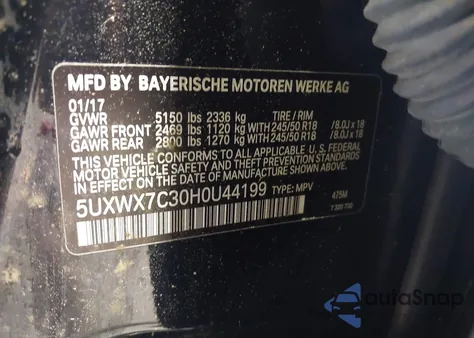 MFD BY BAYERISCHE MOTOREN WERKE AG
01/17
GVWR 5150 lbs 2336 kg TIRE / RIM
GAWR FRONT 2469 lbs 1120 kg WITH 245/50 R18 / 8.0J x 18
GAWR REAR 2800 lbs 1270 kg WITH 245/50 R18 / 8.0J x 18
THIS VEHICLE CONFORMS TO ALL APPLICABLE U.S. FEDERAL
MOTOR VEHICLE SAFETY AND THEFT PREVENTION STANDARDS
IN EFFECT ON THE DATE OF MANUFACTURE SHOWN ABOVE.
5UXWX7C30H0U44199 TYPE: MPV 475M
7 320 730
autoSnap